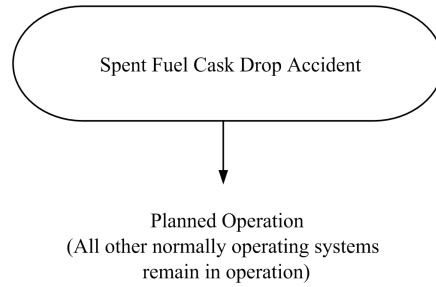 Spent Fuel Cask Drop Accident
Planned Operation
(All other normally operating systems
remain in operation)